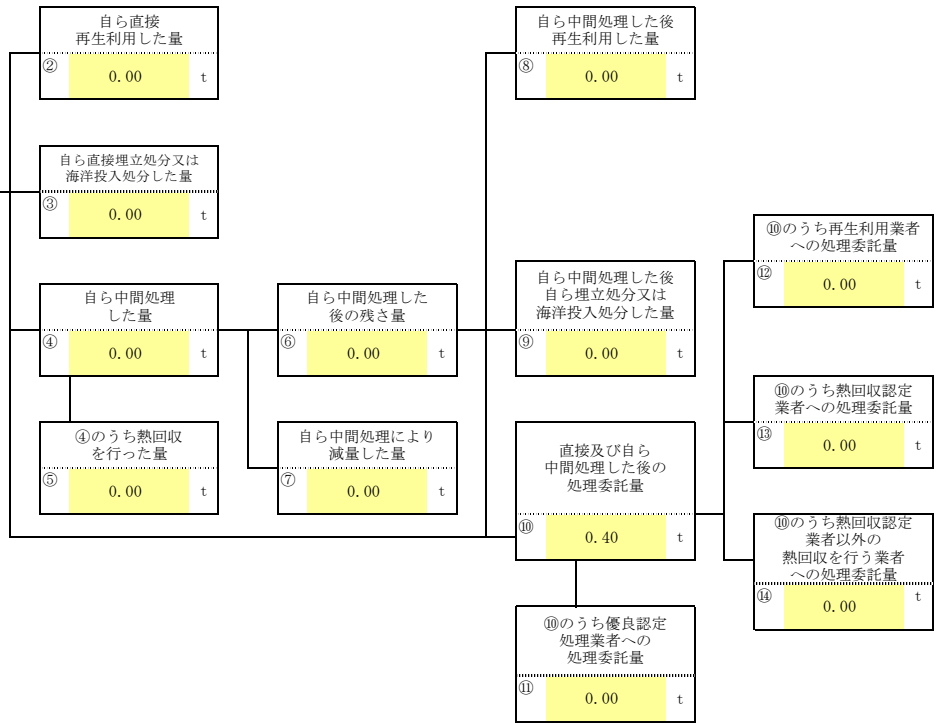 自ら直接
再生利用した量
②
0.00
t
自ら中間処理した後
再生利用した量
⑧
0.00
t
自ら直接埋立処分又は
海洋投入処分した量
③
0.00
t
⑩のうち再生利用業者
への処理委託量
⑫
0.00
t
自ら中間処理
した量
④
0.00
t
自ら中間処理した
後の残さ量
⑥
0.00
t
自ら中間処理した後
自ら埋立処分又は
海洋投入処分した量
⑨
0.00
t
⑩のうち熱回収認定
業者への処理委託量
⑬
0.00
t
④のうち熱回収
を行った量
⑤
0.00
t
自ら中間処理により
減量した量
⑦
0.00
t
直接及び自ら
中間処理した後の
処理委託量
⑩
0.40
t
⑩のうち熱回収認定
業者以外の
熱回収を行う業者
への処理委託量
⑭
0.00
t
⑩のうち優良認定
処理業者への
処理委託量
⑪
0.00
t